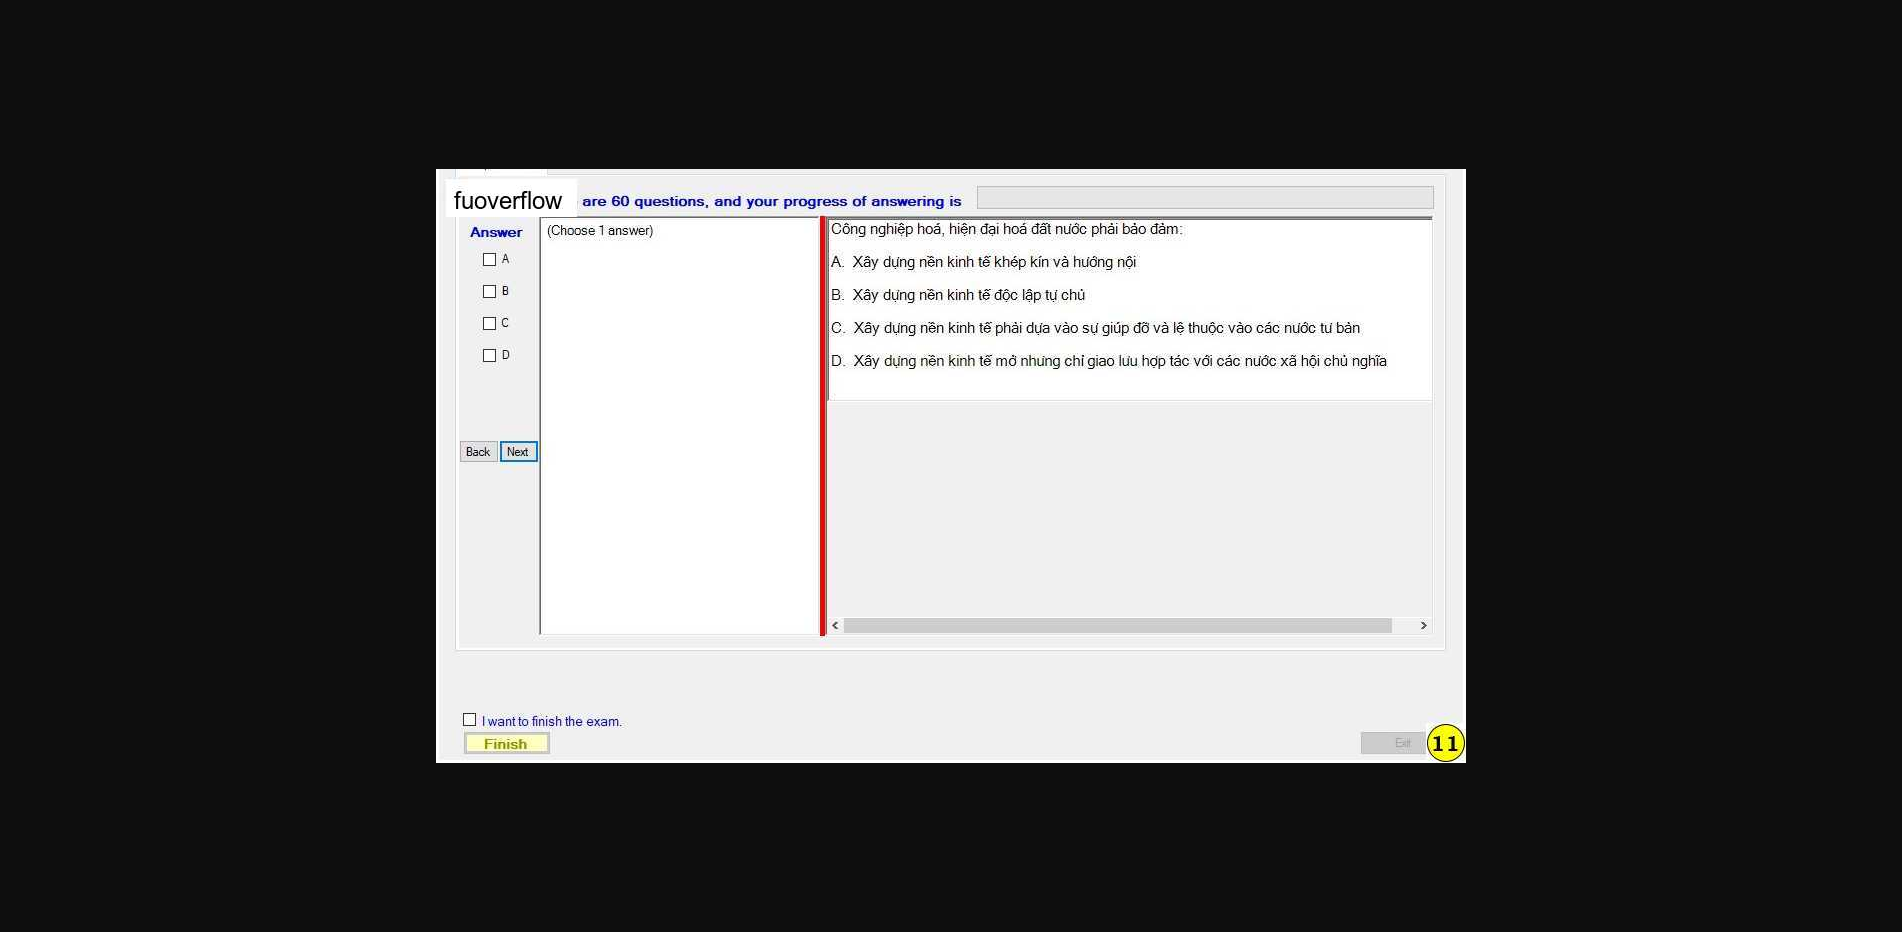 fuoverflow are 60 questions, and your progress of answering is
Answer
(Choose 1 answer)
A
B
C
D
Back Next
Công nghiệp hoá, hiện đại hoá đất nước phải bảo đảm:
A. Xây dựng nền kinh tế khép kín và hướng nội
B. Xây dựng nền kinh tế độc lập tự chủ
C. Xây dựng nền kinh tế phải dựa vào sự giúp đỡ và lệ thuộc vào các nước tư bản
D. Xây dựng nền kinh tế mở nhưng chỉ giao lưu hợp tác với các nước xã hội chủ nghĩa
I want to finish the exam.
Finish
Exit
11